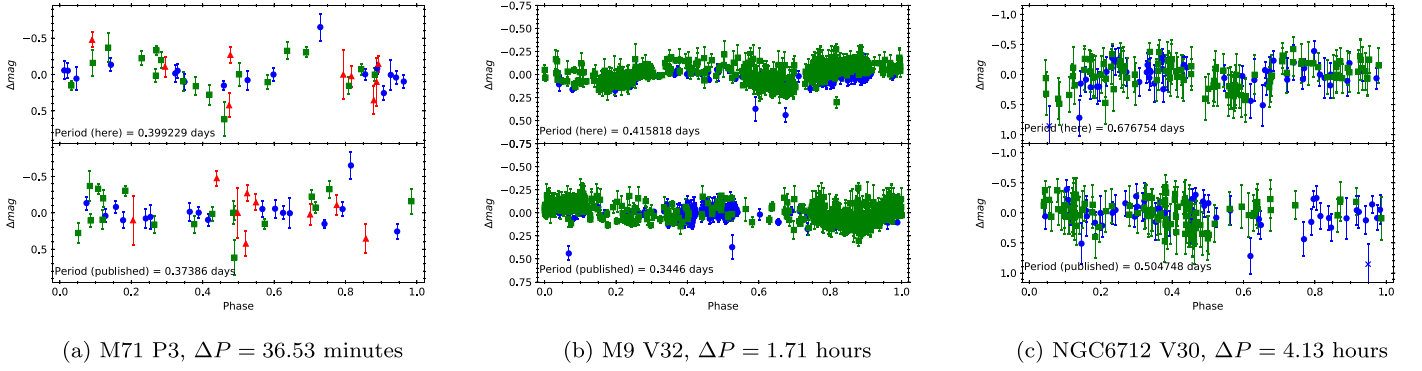 −0.5
0.0
0.5
Δmag
Period (here) = 0.399229 days
−0.5
0.0
0.5
Δmag
Period (published) = 0.37386 days
0.0 0.2 0.4 0.6 0.8 1.0
Phase
(a) M71 P3, ΔP = 36.53 minutes
−0.75
−0.50
−0.25
0.00
0.25
0.50
Δmag
Period (here) = 0.415818 days
−0.75
−0.50
−0.25
0.00
0.25
0.50
0.75
Δmag
Period (published) = 0.3446 days
0.0 0.2 0.4 0.6 0.8 1.0
Phase
(b) M9 V32, ΔP = 1.71 hours
−1.0
−0.5
0.0
0.5
1.0
Δmag
Period (here) = 0.676754 days
−1.0
−0.5
0.0
0.5
1.0
Δmag
Period (published) = 0.504748 days
0.0 0.2 0.4 0.6 0.8 1.0
Phase
(c) NGC6712 V30, ΔP = 4.13 hours